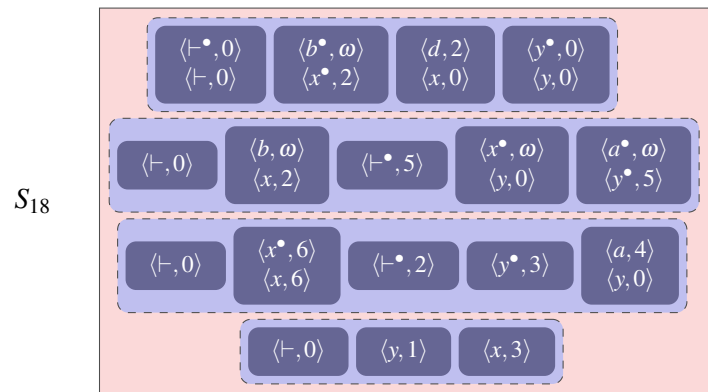 ⟨⊢•, 0⟩ ⟨b•, ω⟩ ⟨d, 2⟩ ⟨y•, 0⟩
⟨⊢, 0⟩ ⟨x•, 2⟩ ⟨x, 0⟩ ⟨y, 0⟩
⟨⊢, 0⟩ ⟨b, ω⟩ ⟨x, 2⟩ ⟨⊢•, 5⟩ ⟨x•, ω⟩ ⟨y, 0⟩ ⟨a•, ω⟩ ⟨y•, 5⟩
S18
⟨⊢, 0⟩ ⟨x•, 6⟩ ⟨x, 6⟩ ⟨⊢•, 2⟩ ⟨y•, 3⟩ ⟨a, 4⟩ ⟨y, 0⟩
⟨⊢, 0⟩ ⟨y, 1⟩ ⟨x, 3⟩